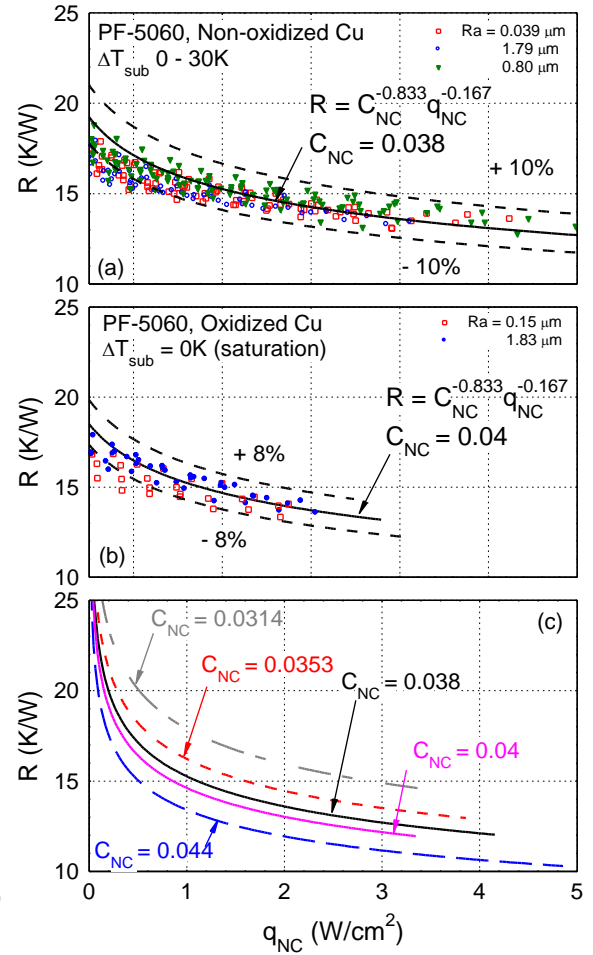 PF-5060, Non-oxidized Cu
ΔT_sub 0 - 30K
Ra = 0.039 μm
1.79 μm
0.80 μm
R = C_NC^-0.833 q_NC^-0.167
C_NC = 0.038
+ 10%
- 10%
(a)
25
20
15
10
R (K/W)
PF-5060, Oxidized Cu
ΔT_sub = 0K (saturation)
Ra = 0.15 μm
1.83 μm
R = C_NC^-0.833 q_NC^-0.167
C_NC = 0.04
+ 8%
- 8%
(b)
25
20
15
10
R (K/W)
(c)
C_NC = 0.0314
C_NC = 0.0353
C_NC = 0.038
C_NC = 0.04
C_NC = 0.044
25
20
15
10
R (K/W)
0 1 2 3 4 5
q_NC (W/cm²)